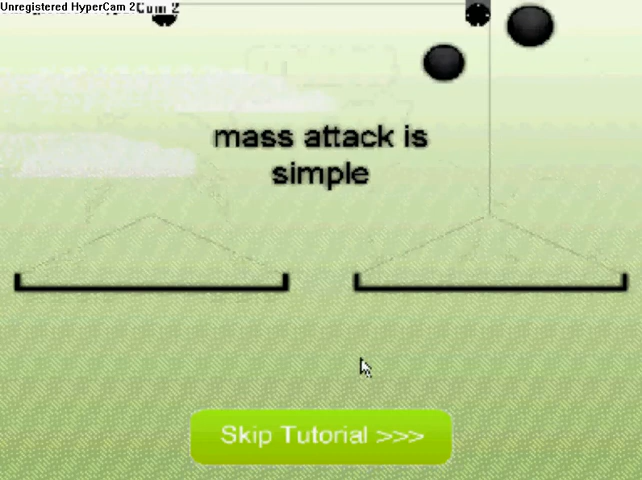 Unregistered HyperCam 2
mass attack is
simple
Skip Tutorial >>>